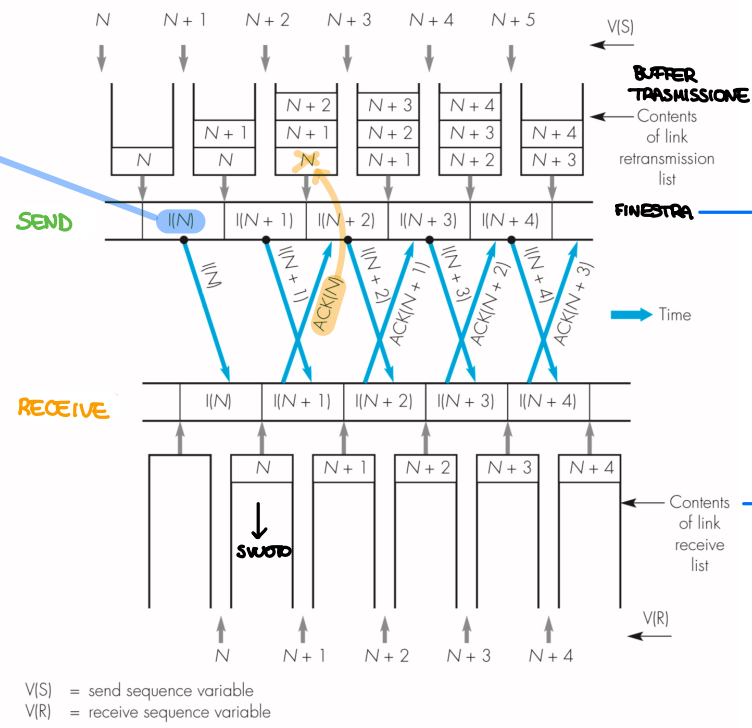 N N + 1 N + 2 N + 3 N + 4 N + 5 V(S)
BUFFER
TRASMISSIONE
Contents
of link
retransmission
list
N + 2 N + 3 N + 4
N + 1 N + 1 N + 2 N + 3 N + 4
N N N N + 1 N + 2 N + 3
SEND I(N) I(N + 1) I(N + 2) I(N + 3) I(N + 4) FINESTRA
I(N) I(N + 1) ACK(N) I(N + 2) ACK(N + 1) I(N + 3) ACK(N + 2) I(N + 4) ACK(N + 3)
Time
RECEIVE I(N) I(N + 1) I(N + 2) I(N + 3) I(N + 4)
N N + 1 N + 2 N + 3 N + 4
SVUOTO
Contents
of link
receive
list
V(R)
N N + 1 N + 2 N + 3 N + 4
V(S) = send sequence variable
V(R) = receive sequence variable